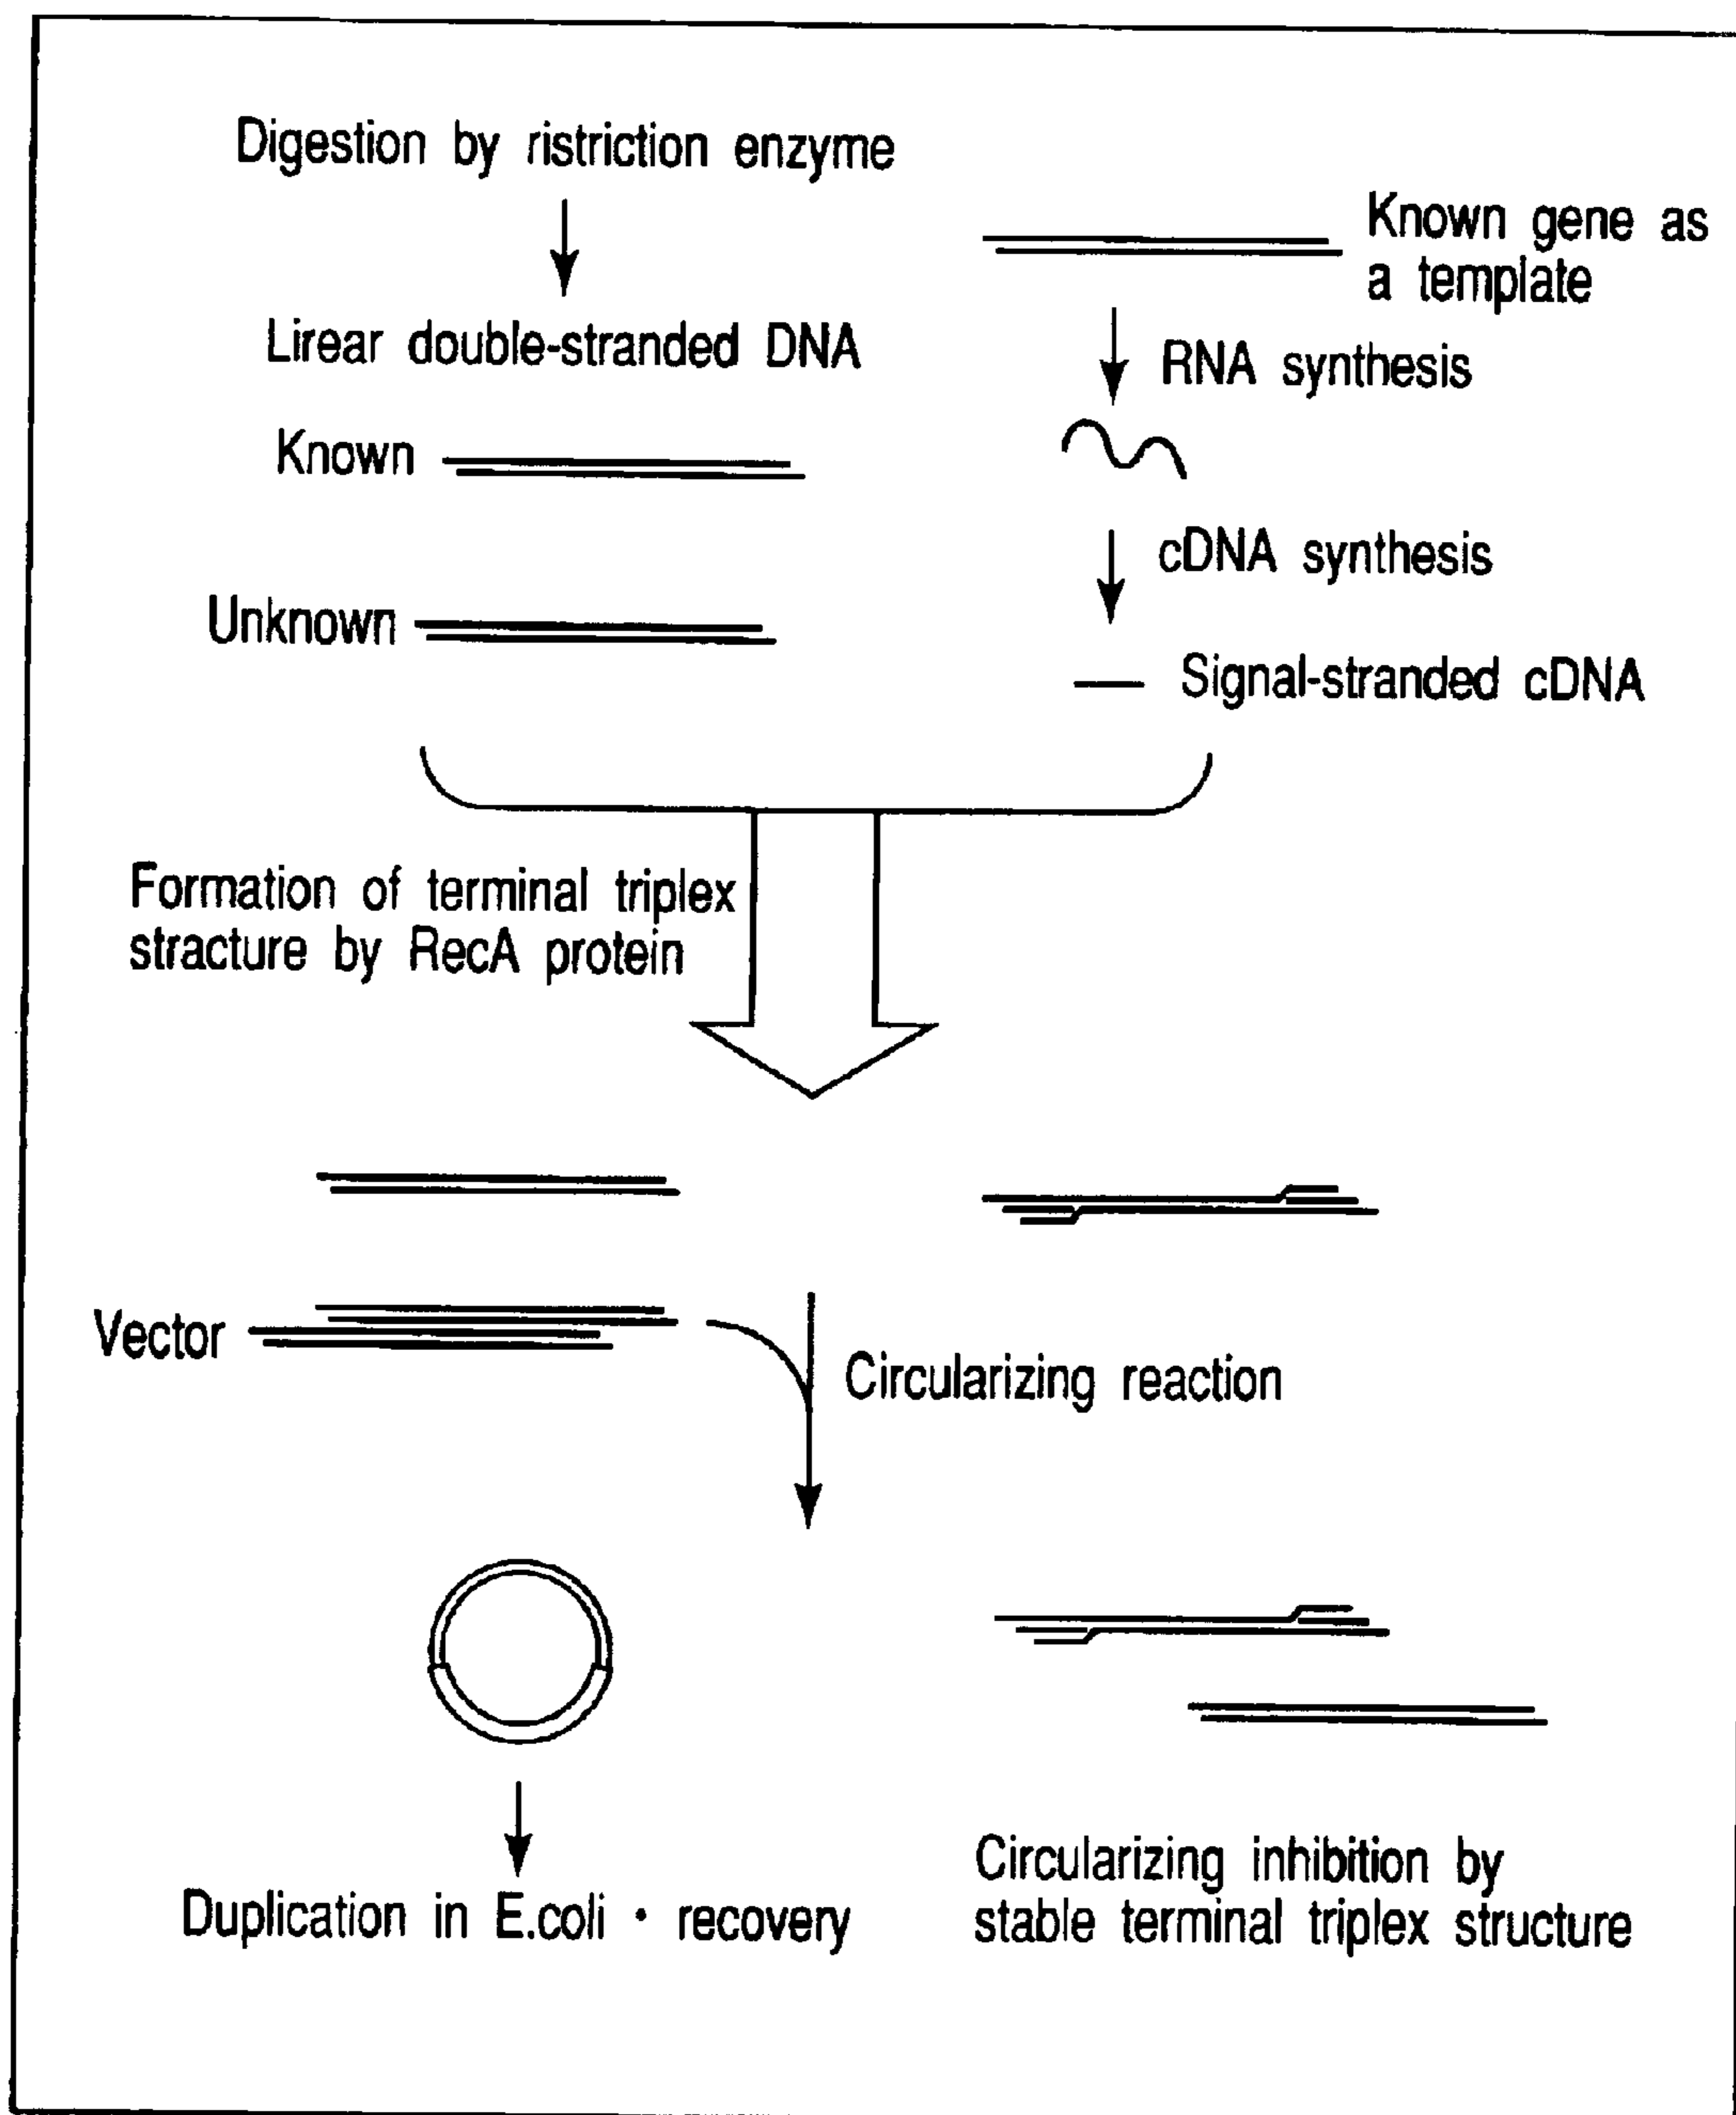 Digestion by ristriction enzyme
Known gene as
a template
Lirear double-stranded DNA
RNA synthesis
Known
cDNA synthesis
Unknown
Signal-stranded cDNA
Formation of terminal triplex
stracture by RecA protein
Vector
Circularizing reaction
Circularizing inhibition by
stable terminal triplex structure
Duplication in E.coli • recovery